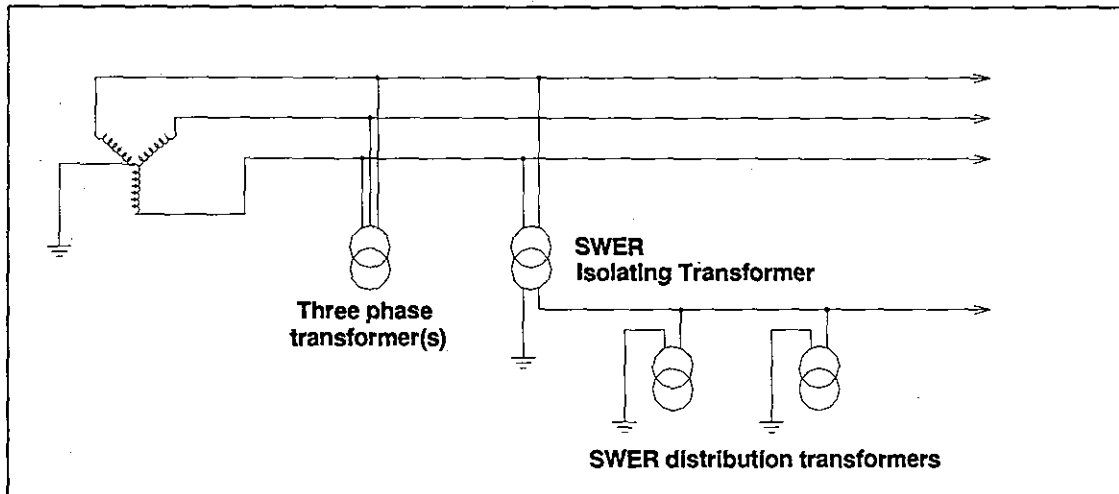 SWER
Isolating Transformer
Three phase
transformer(s)
SWER distribution transformers